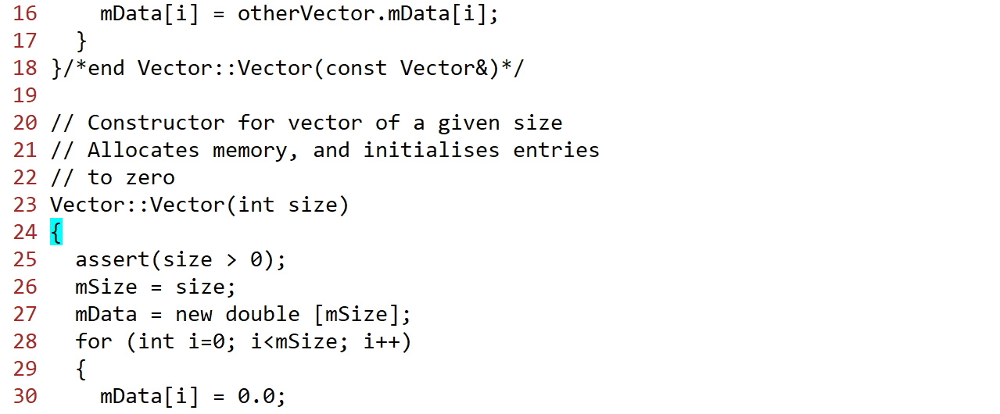 16     mData[i] = otherVector.mData[i];
17   }
18 }/*end Vector::Vector(const Vector&)*/
19
20 // Constructor for vector of a given size
21 // Allocates memory, and initialises entries
22 // to zero
23 Vector::Vector(int size)
24 {
25   assert(size > 0);
26   mSize = size;
27   mData = new double [mSize];
28   for (int i=0; i<mSize; i++)
29   {
30     mData[i] = 0.0;